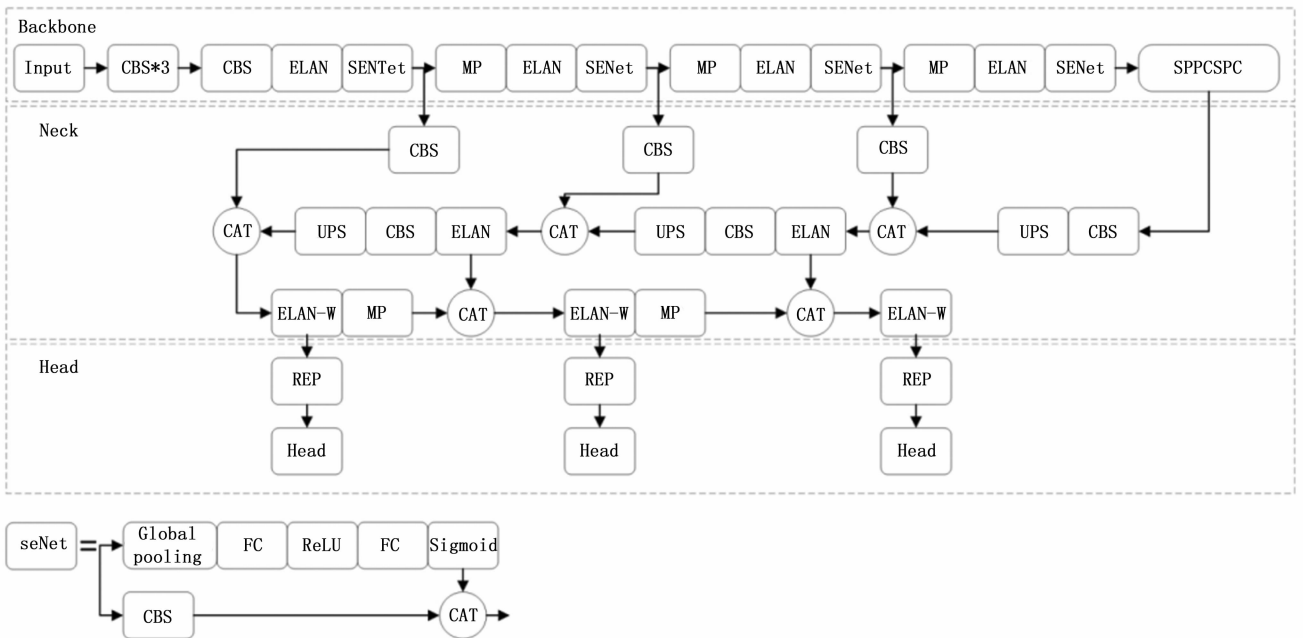 Backbone
Input CBS*3 CBS ELAN SENTet MP ELAN SENet MP ELAN SENet MP ELAN SENet SPPCSPC
Neck
CBS CBS CBS
CAT UPS CBS ELAN CAT UPS CBS ELAN CAT UPS CBS
ELAN-W MP CAT ELAN-W MP CAT ELAN-W
Head
REP REP REP
Head Head Head
seNet = Global
pooling FC ReLU FC Sigmoid
CBS CAT